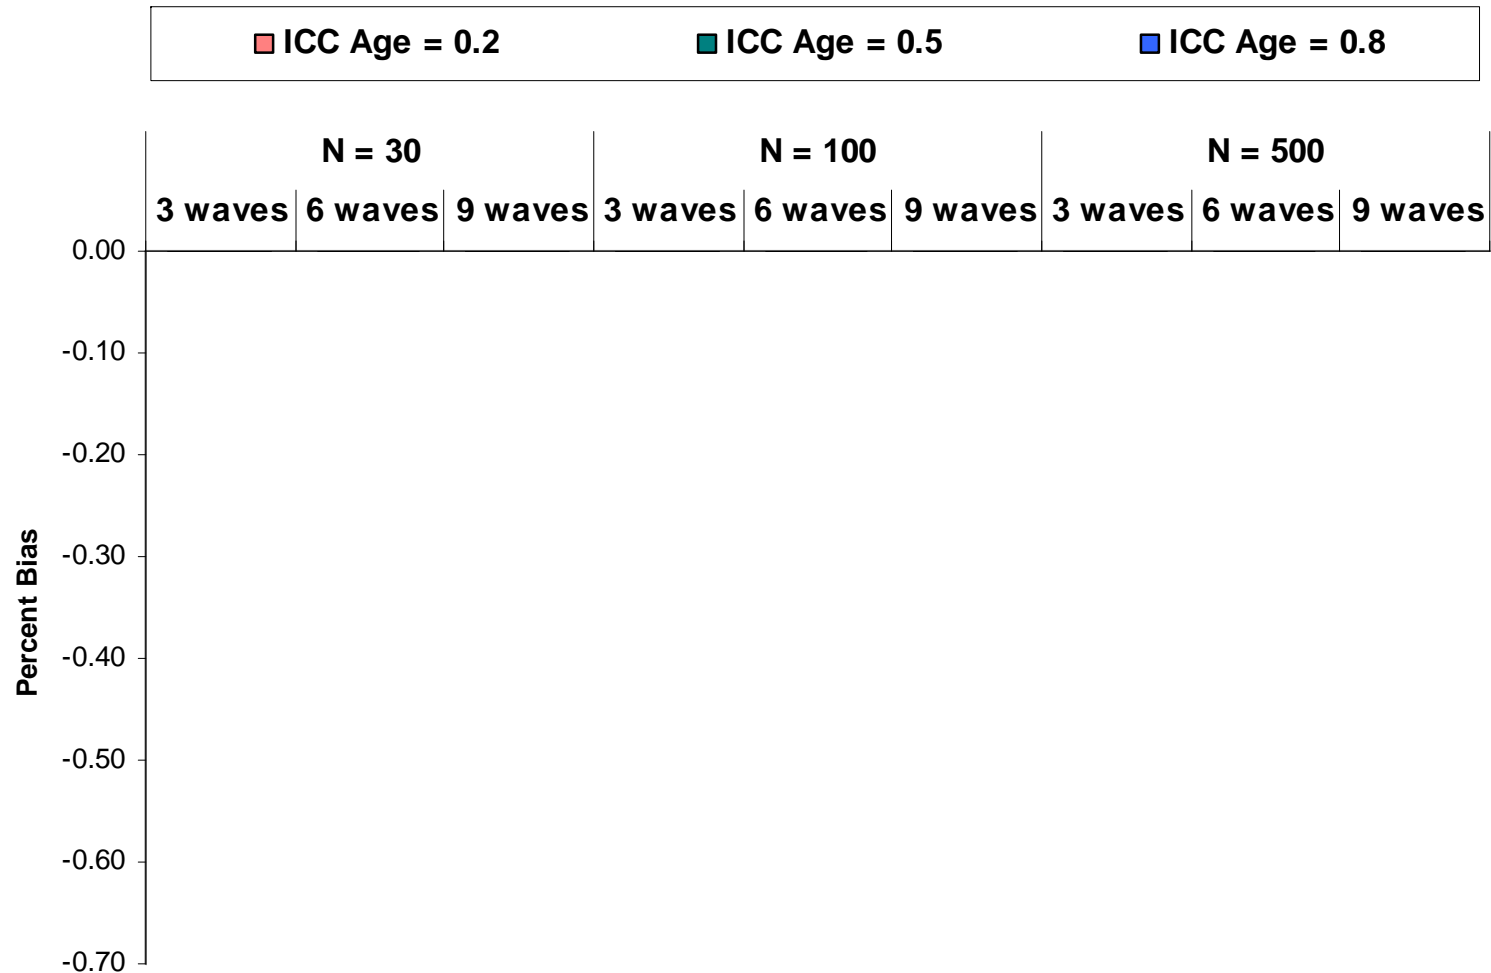 ICC Age = 0.2 ICC Age = 0.5 ICC Age = 0.8
N = 30 N = 100 N = 500
3 waves 6 waves 9 waves 3 waves 6 waves 9 waves 3 waves 6 waves 9 waves
0.00
-0.10
-0.20
-0.30
-0.40
-0.50
-0.60
-0.70
Percent Bias